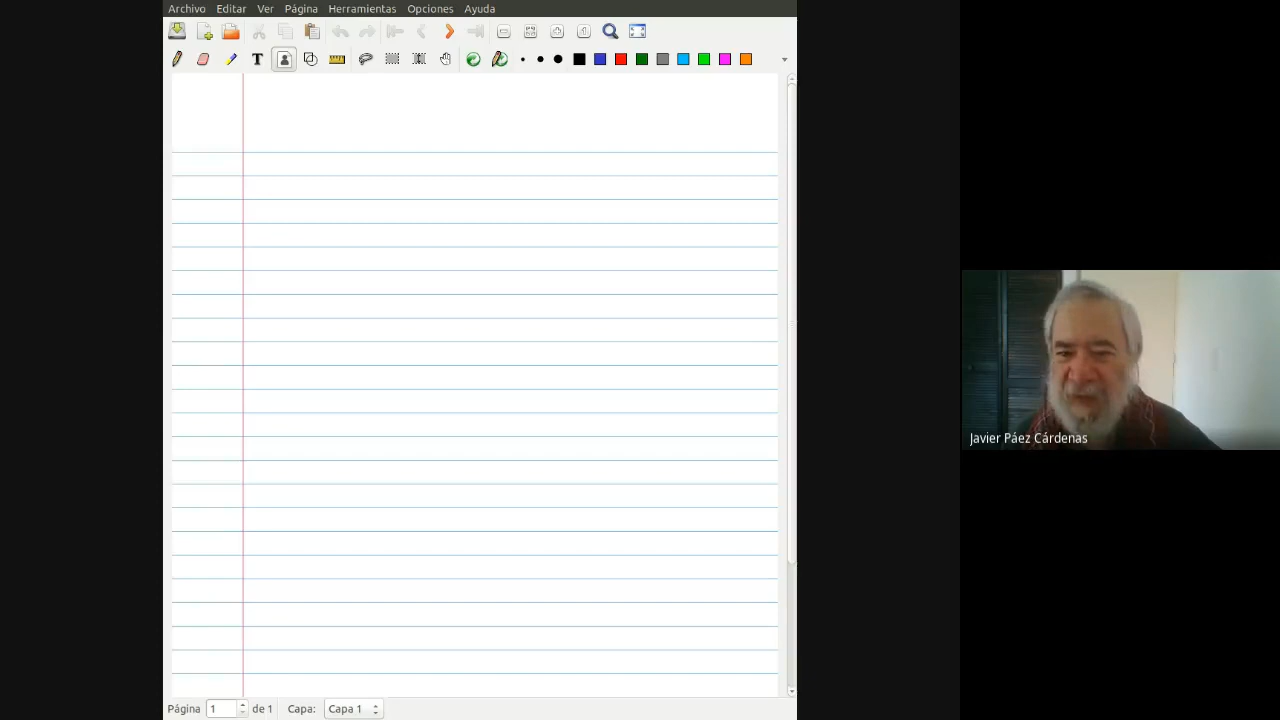 Archivo Editar Ver Página Herramientas Opciones Ayuda
T
Página 1 de 1 Capa: Capa 1
Javier Páez Cárdenas